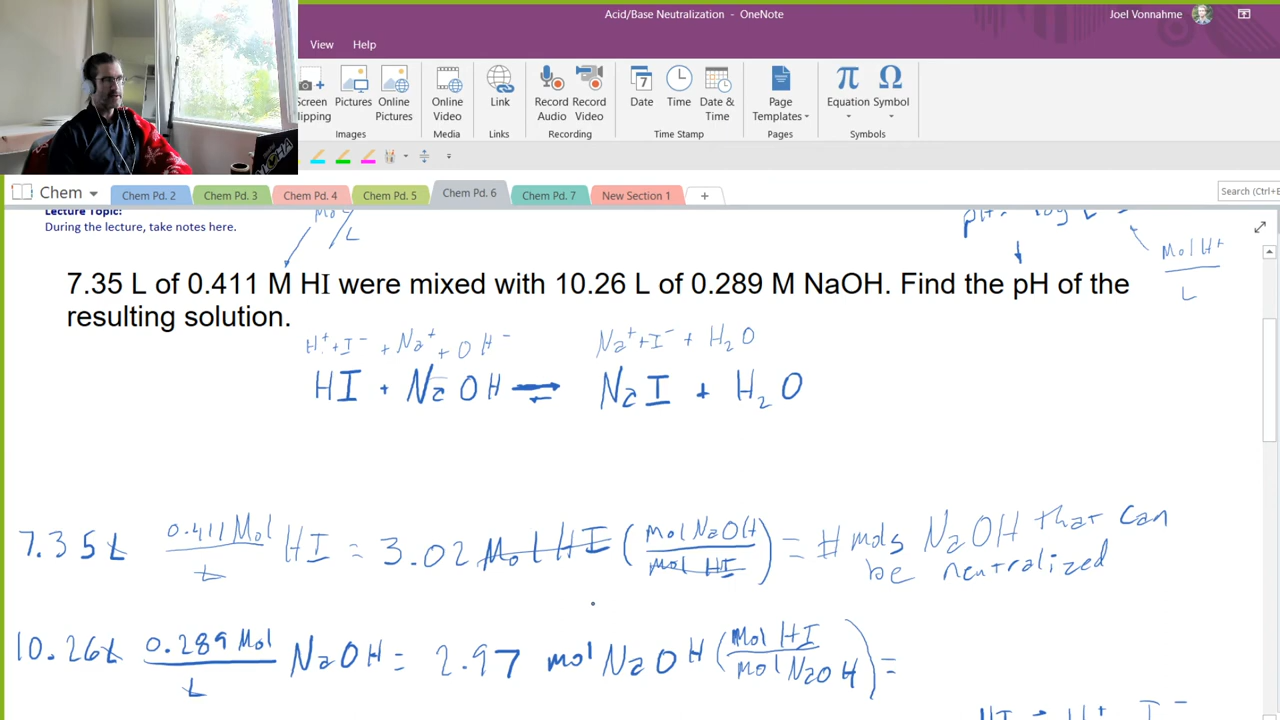 Acid/Base Neutralization - OneNote
Joel Vonnahme
View Help
Screen Clipping
Pictures
Online Pictures
Online Video
Link
Record Audio
Record Video
Date
Time
Date & Time
Page Templates
Equation
Symbol
Images
Media
Links
Recording
Time Stamp
Pages
Symbols
Chem
Chem Pd. 2
Chem Pd. 3
Chem Pd. 4
Chem Pd. 5
Chem Pd. 6
Chem Pd. 7
New Section 1
Lecture Topic:
During the lecture, take notes here.
Mol/L
Mol H+/L
7.35 L of 0.411 M HI were mixed with 10.26 L of 0.289 M NaOH. Find the pH of the
resulting solution.
H⁺+I⁻ + Na⁺ + OH⁻ Na⁺+I⁻ + H₂O
HI + NaOH ⇌ NaI + H₂O
7.35 L 0.411 Mol/L HI = 3.02 Mol HI (mol NaOH/mol HI) = # mols NaOH that can
be neutralized
10.26 L 0.289 Mol/L NaOH = 2.97 mol NaOH (Mol HI/mol NaOH) =